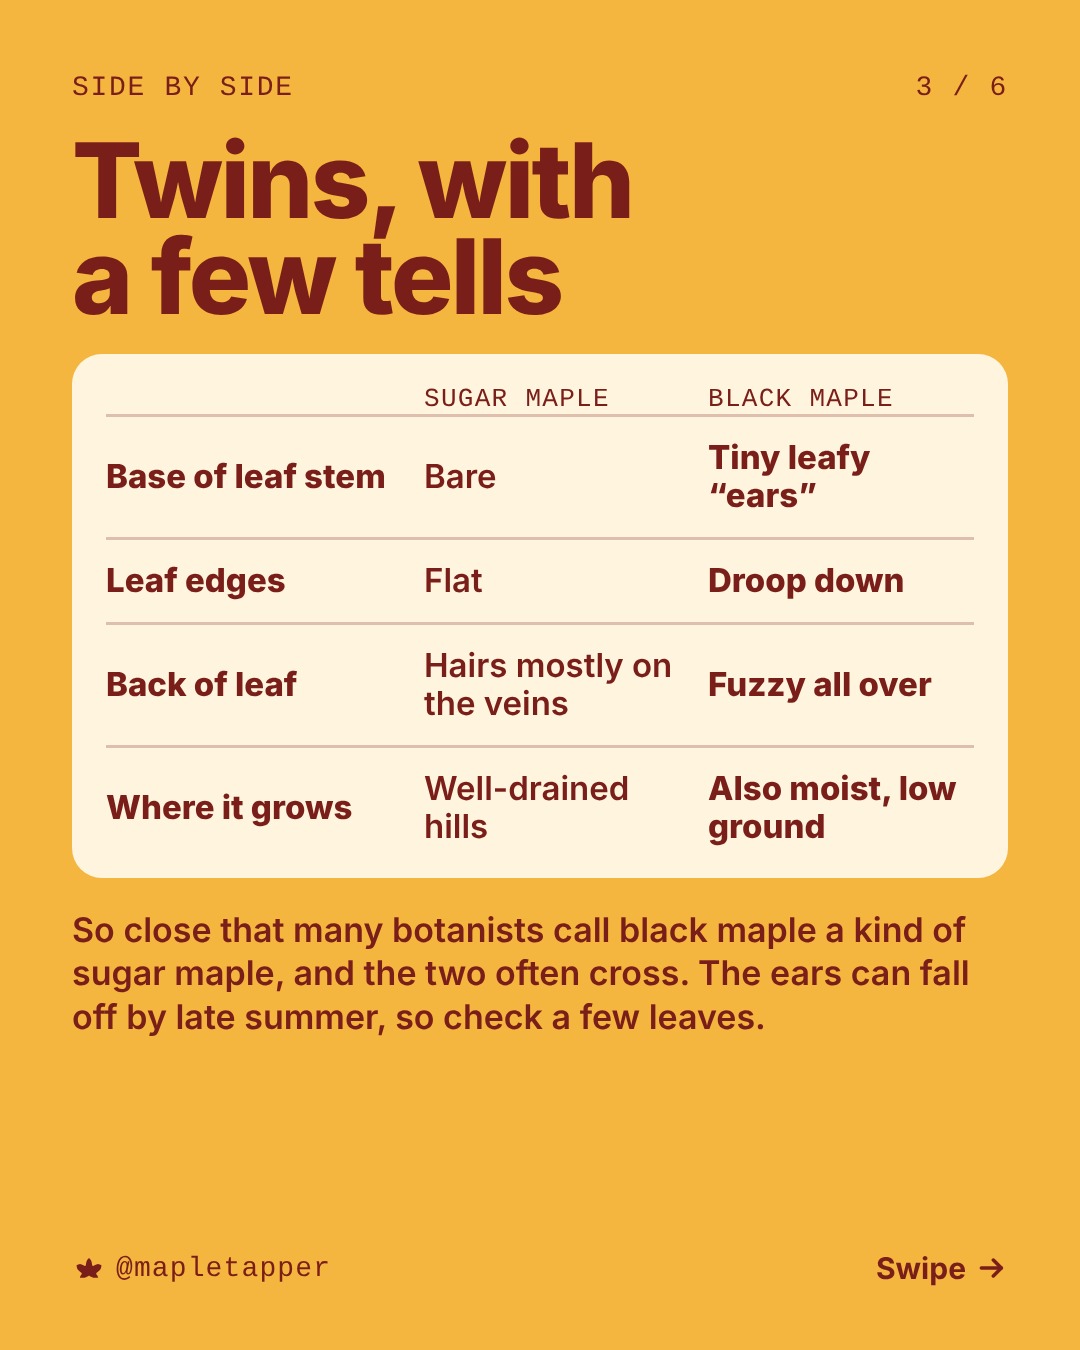 SIDE BY SIDE
3 / 6
Twins, with
a few tells
SUGAR MAPLE
BLACK MAPLE
Base of leaf stem
Bare
Tiny leafy
“ears”
Leaf edges
Flat
Droop down
Back of leaf
Hairs mostly on
the veins
Fuzzy all over
Where it grows
Well-drained
hills
Also moist, low
ground
So close that many botanists call black maple a kind of
sugar maple, and the two often cross. The ears can fall
off by late summer, so check a few leaves.
@mapletapper
Swipe →